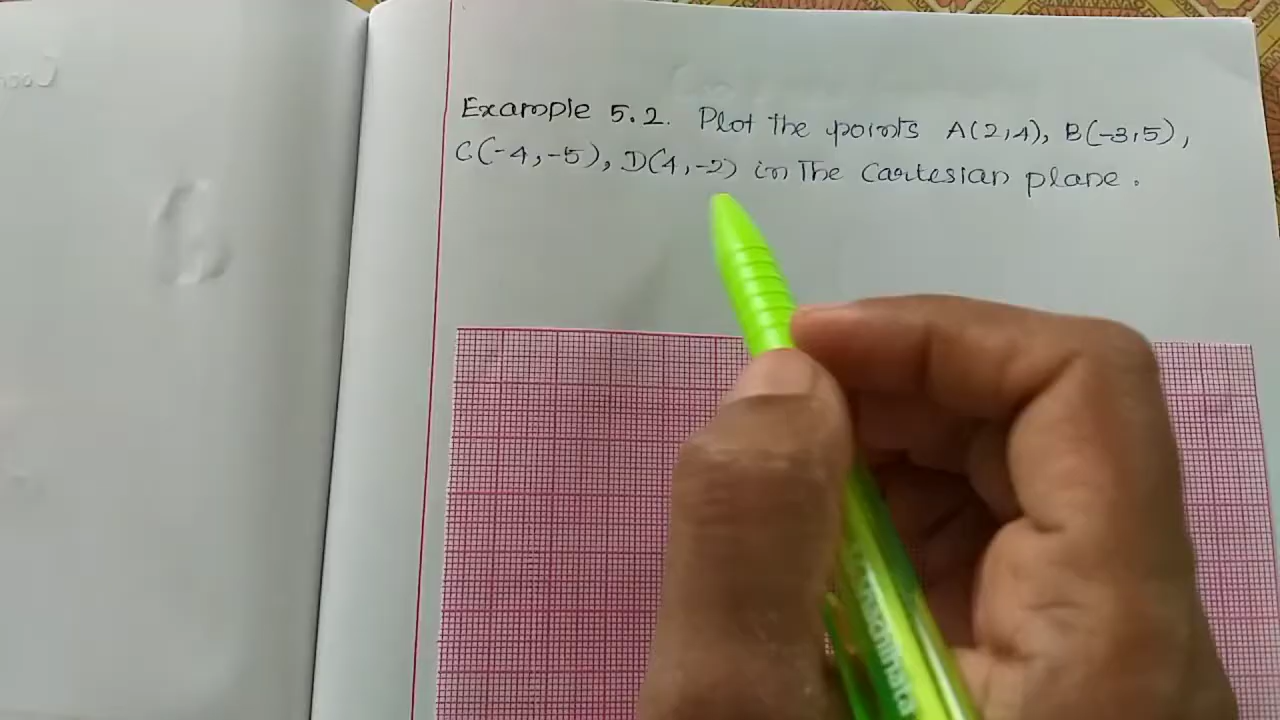 Example 5.2. Plot the points A(2,4), B(-3,5),
C(-4,-5), D(4,-2) in The Cartesian plane.